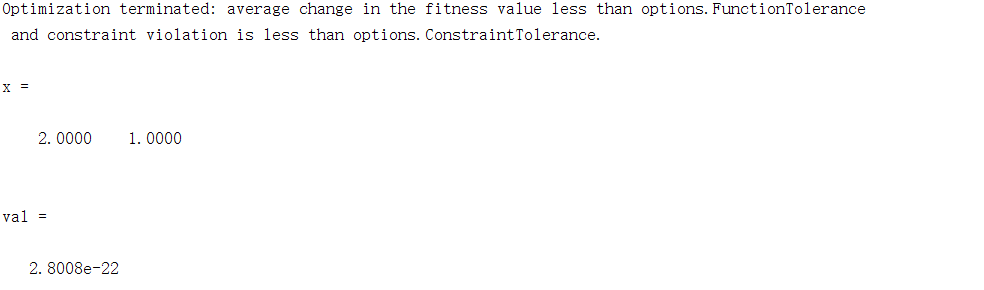 Optimization terminated: average change in the fitness value less than options.FunctionTolerance
and constraint violation is less than options.ConstraintTolerance.
x =
2.0000    1.0000
val =
2.8008e-22